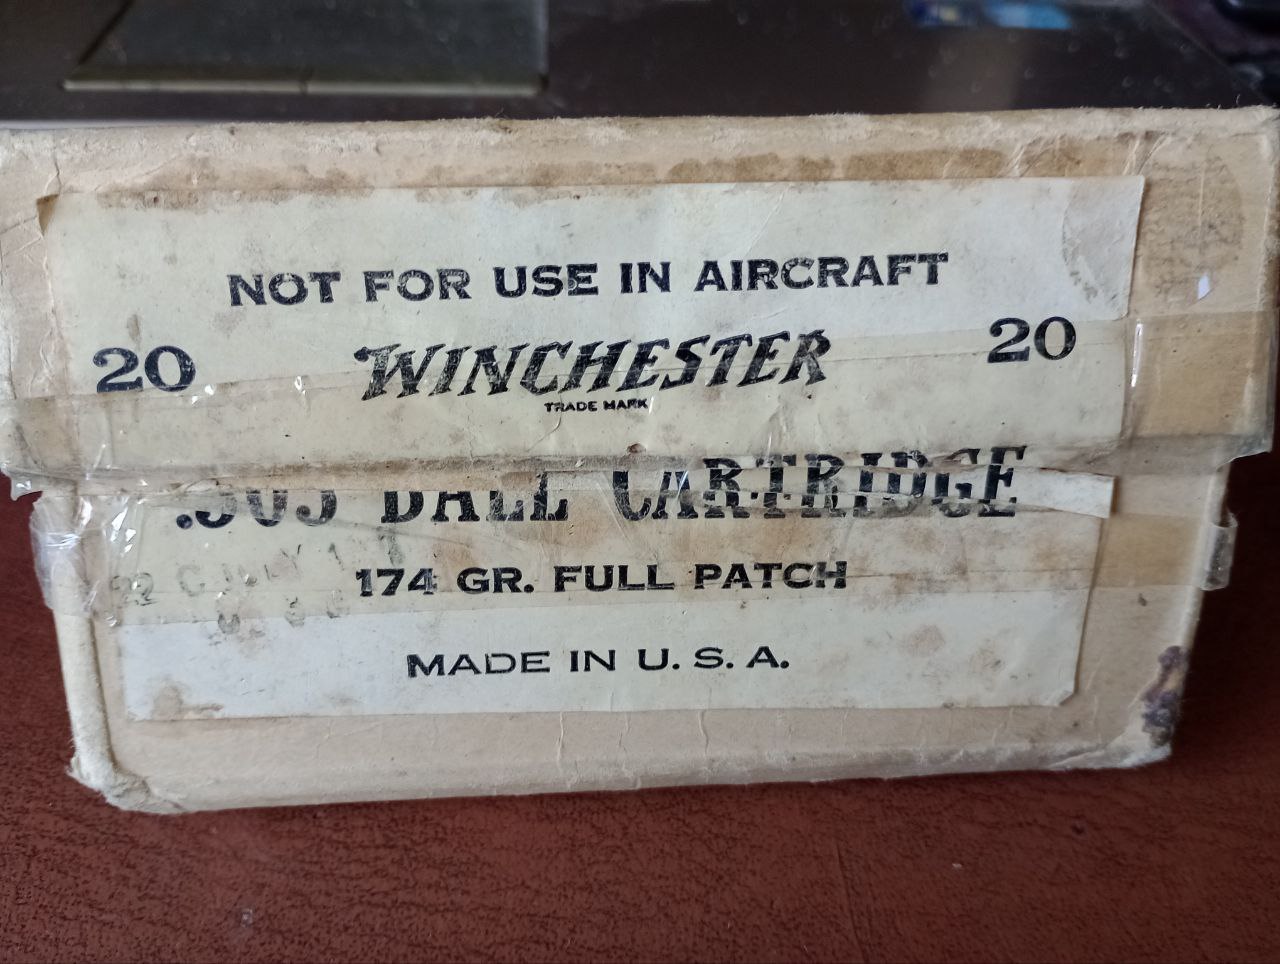 NOT FOR USE IN AIRCRAFT
20 WINCHESTER 20
TRADE MARK
.303 BALL CARTRIDGE
174 GR. FULL PATCH
MADE IN U. S. A.